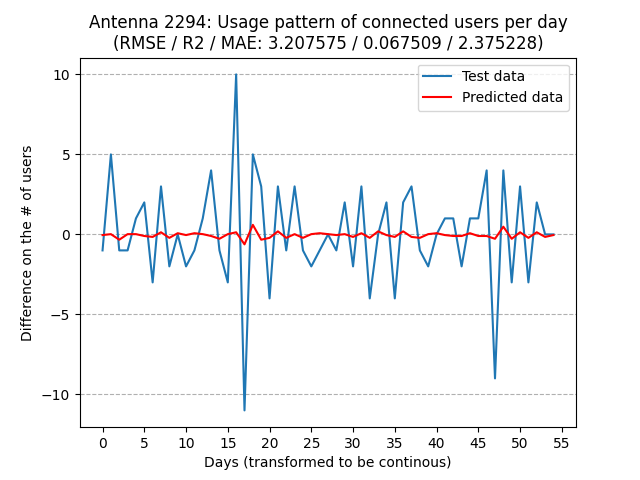 Antenna 2294: Usage pattern of connected users per day
(RMSE / R2 / MAE: 3.207575 / 0.067509 / 2.375228)
Test data
Predicted data
Difference on the # of users
10
5
0
−5
−10
0 5 10 15 20 25 30 35 40 45 50 55
Days (transformed to be continous)